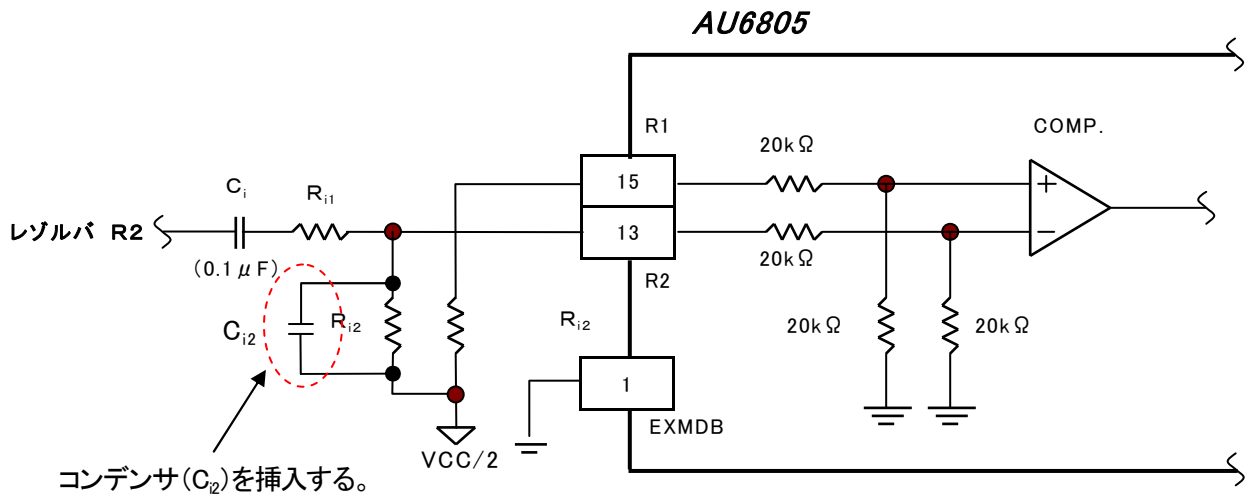 AU6805
R1
COMP.
20kΩ
Ci
Ri1
15
+
レゾルバ R2
13
−
(0.1μF)
R2
20kΩ
Ci2
Ri2
Ri2
20kΩ
20kΩ
1
EXMDB
VCC/2
コンデンサ(Ci2)を挿入する。